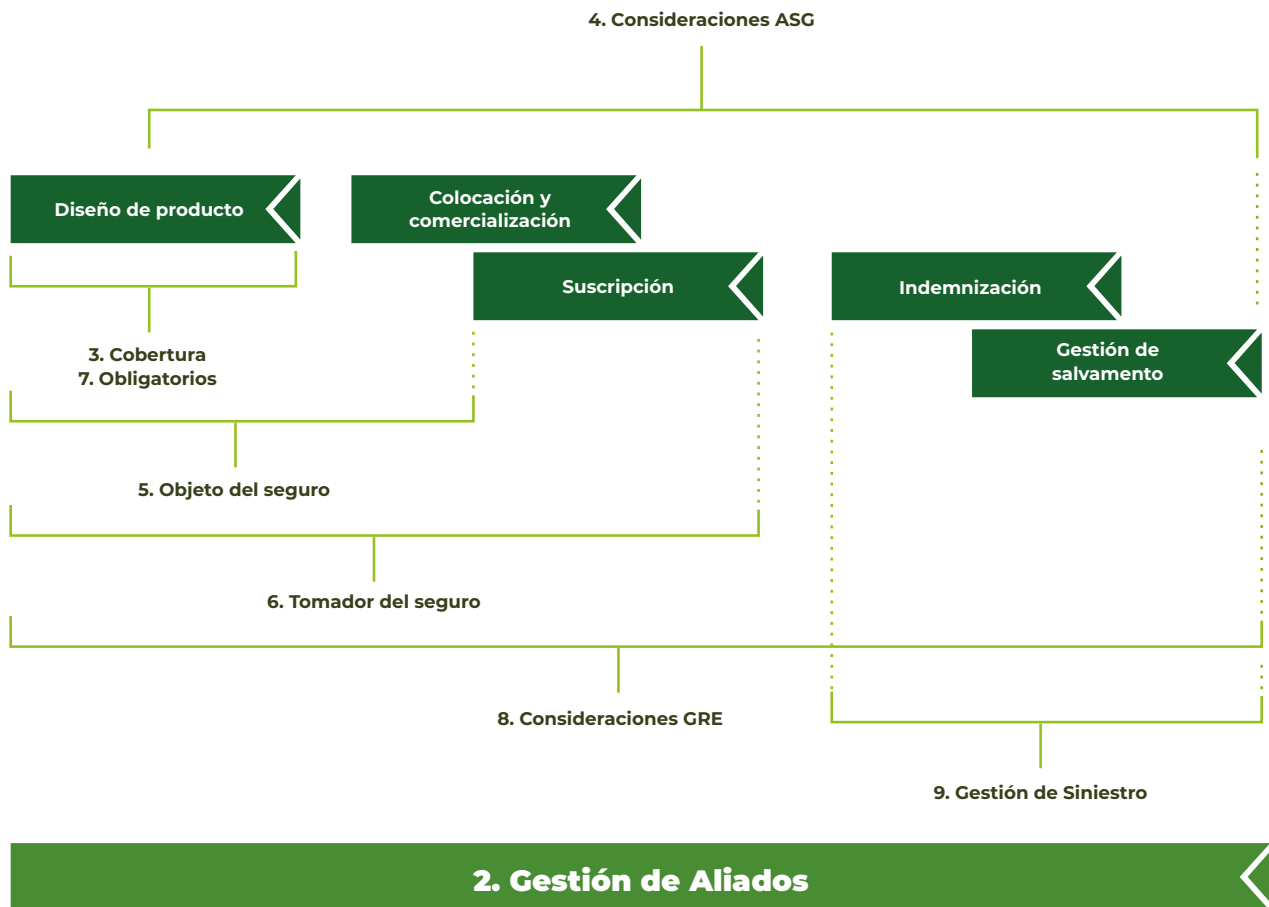 4. Consideraciones ASG
Diseño de producto
Colocación y
comercialización
Suscripción
Indemnización
Gestión de
salvamento
3. Cobertura
7. Obligatorios
5. Objeto del seguro
6. Tomador del seguro
8. Consideraciones GRE
9. Gestión de Siniestro
2. Gestión de Aliados